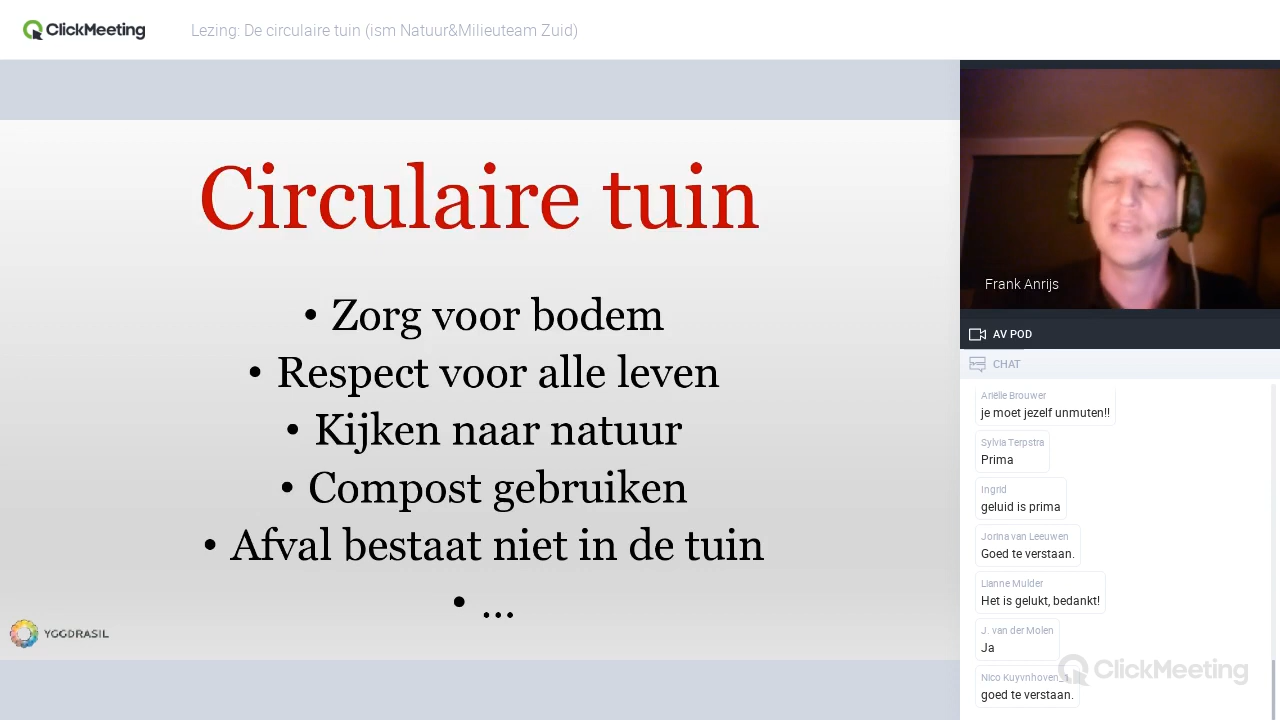 ClickMeeting
Lezing: De circulaire tuin (ism Natuur&Milieuteam Zuid)
Circulaire tuin
• Zorg voor bodem
• Respect voor alle leven
• Kijken naar natuur
• Compost gebruiken
• Afval bestaat niet in de tuin
• ...
YGGDRASIL
Frank Anrijs
AV POD
CHAT
Ariëlle Brouwer
je moet jezelf unmuten!!
Sylvia Terpstra
Prima
Ingrid
geluid is prima
Jorina van Leeuwen
Goed te verstaan.
Lianne Mulder
Het is gelukt, bedankt!
J. van der Molen
Ja
Nico Kuyvnhoven_1
goed te verstaan.
ClickMeeting